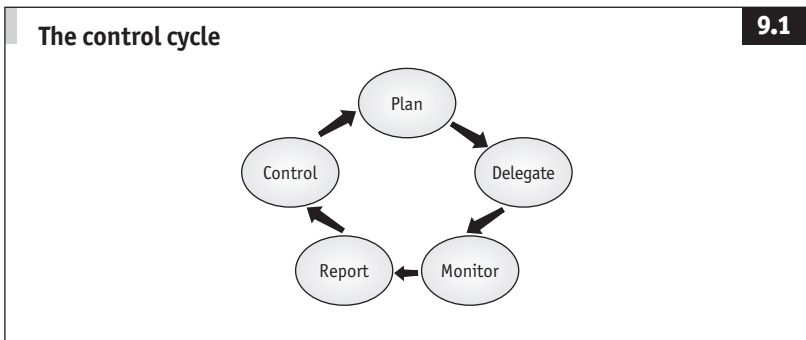 The control cycle
9.1
Plan
Delegate
Monitor
Report
Control